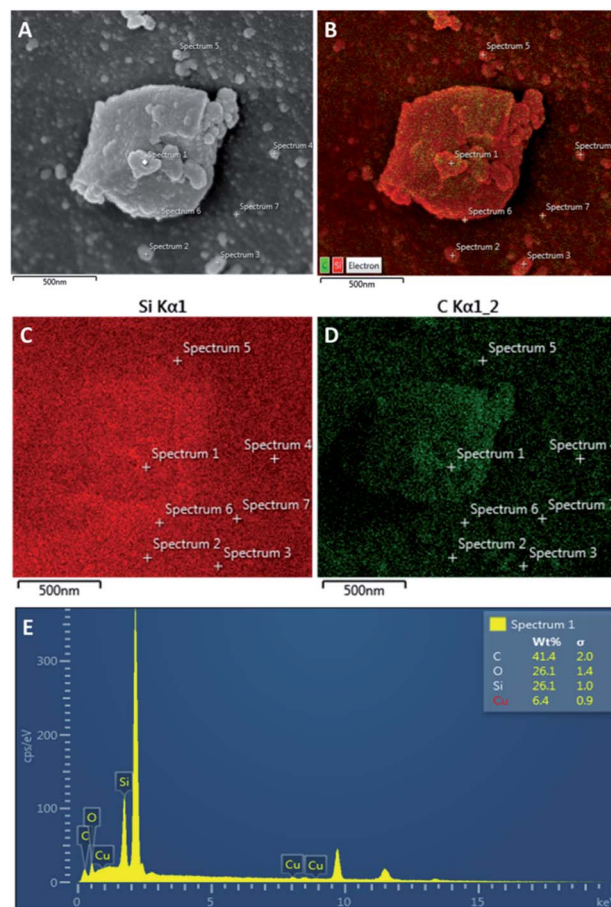 A
Spectrum 5
Spectrum 1
Spectrum 4
Spectrum 6
Spectrum 7
Spectrum 2
Spectrum 3
500nm
B
Spectrum 5
Spectrum 1
Spectrum
Spectrum 6
Spectrum 7
Spectrum 2
Spectrum 3
C Si Electron
500nm
Si Kα1
C
Spectrum 5
Spectrum 4
Spectrum 1
Spectrum 6
Spectrum 7
Spectrum 2
Spectrum 3
500nm
C Kα1_2
D
Spectrum 5
Spectrum
Spectrum 1
Spectrum 6
Spectrum
Spectrum 2
Spectrum 3
500nm
E
Spectrum 1
Wt% σ
C 41.4 2.0
O 26.1 1.4
Si 26.1 1.0
Cu 6.4 0.9
cps/eV
300
200
100
0
C
O
Cu
Si
Cu
Cu
0 5 10 15 ke